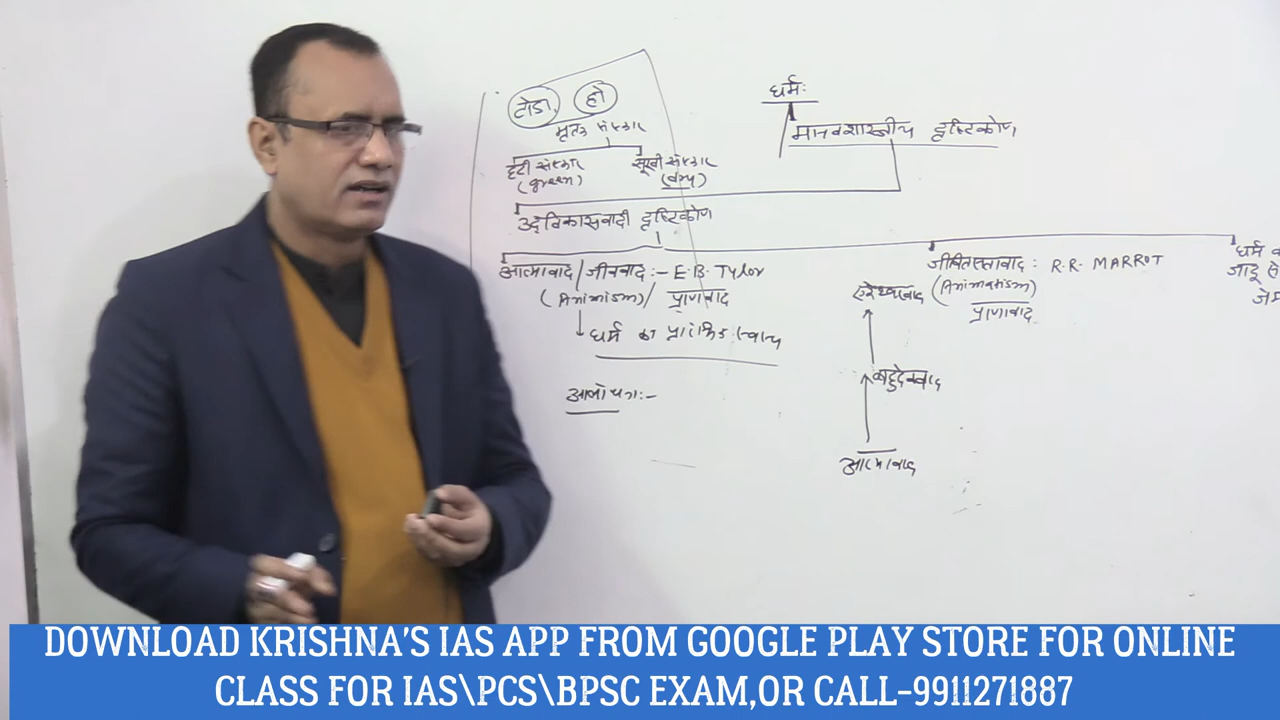 टोडा, हो
मृतक संस्कार
हरी संस्कार
(green)
सूखी संस्कार
धर्मः
मानवशास्त्रीय दृष्टिकोण
उद्विकासवादी दृष्टिकोण
आत्मावाद / जीववाद :- E.B. Tylor
(Animism) / प्राणवाद
धर्म का प्रारंभिक स्वरूप
आलोचना:-
एकेश्वरवाद
बहुदेववाद
आत्मावाद
जीवितसत्तावाद : R.R. MARROT
(Animatism)
प्राणावाद
धर्म
जादू से
DOWNLOAD KRISHNA'S IAS APP FROM GOOGLE PLAY STORE FOR ONLINE
CLASS FOR IAS\PCS\BPSC EXAM,OR CALL-9911271887